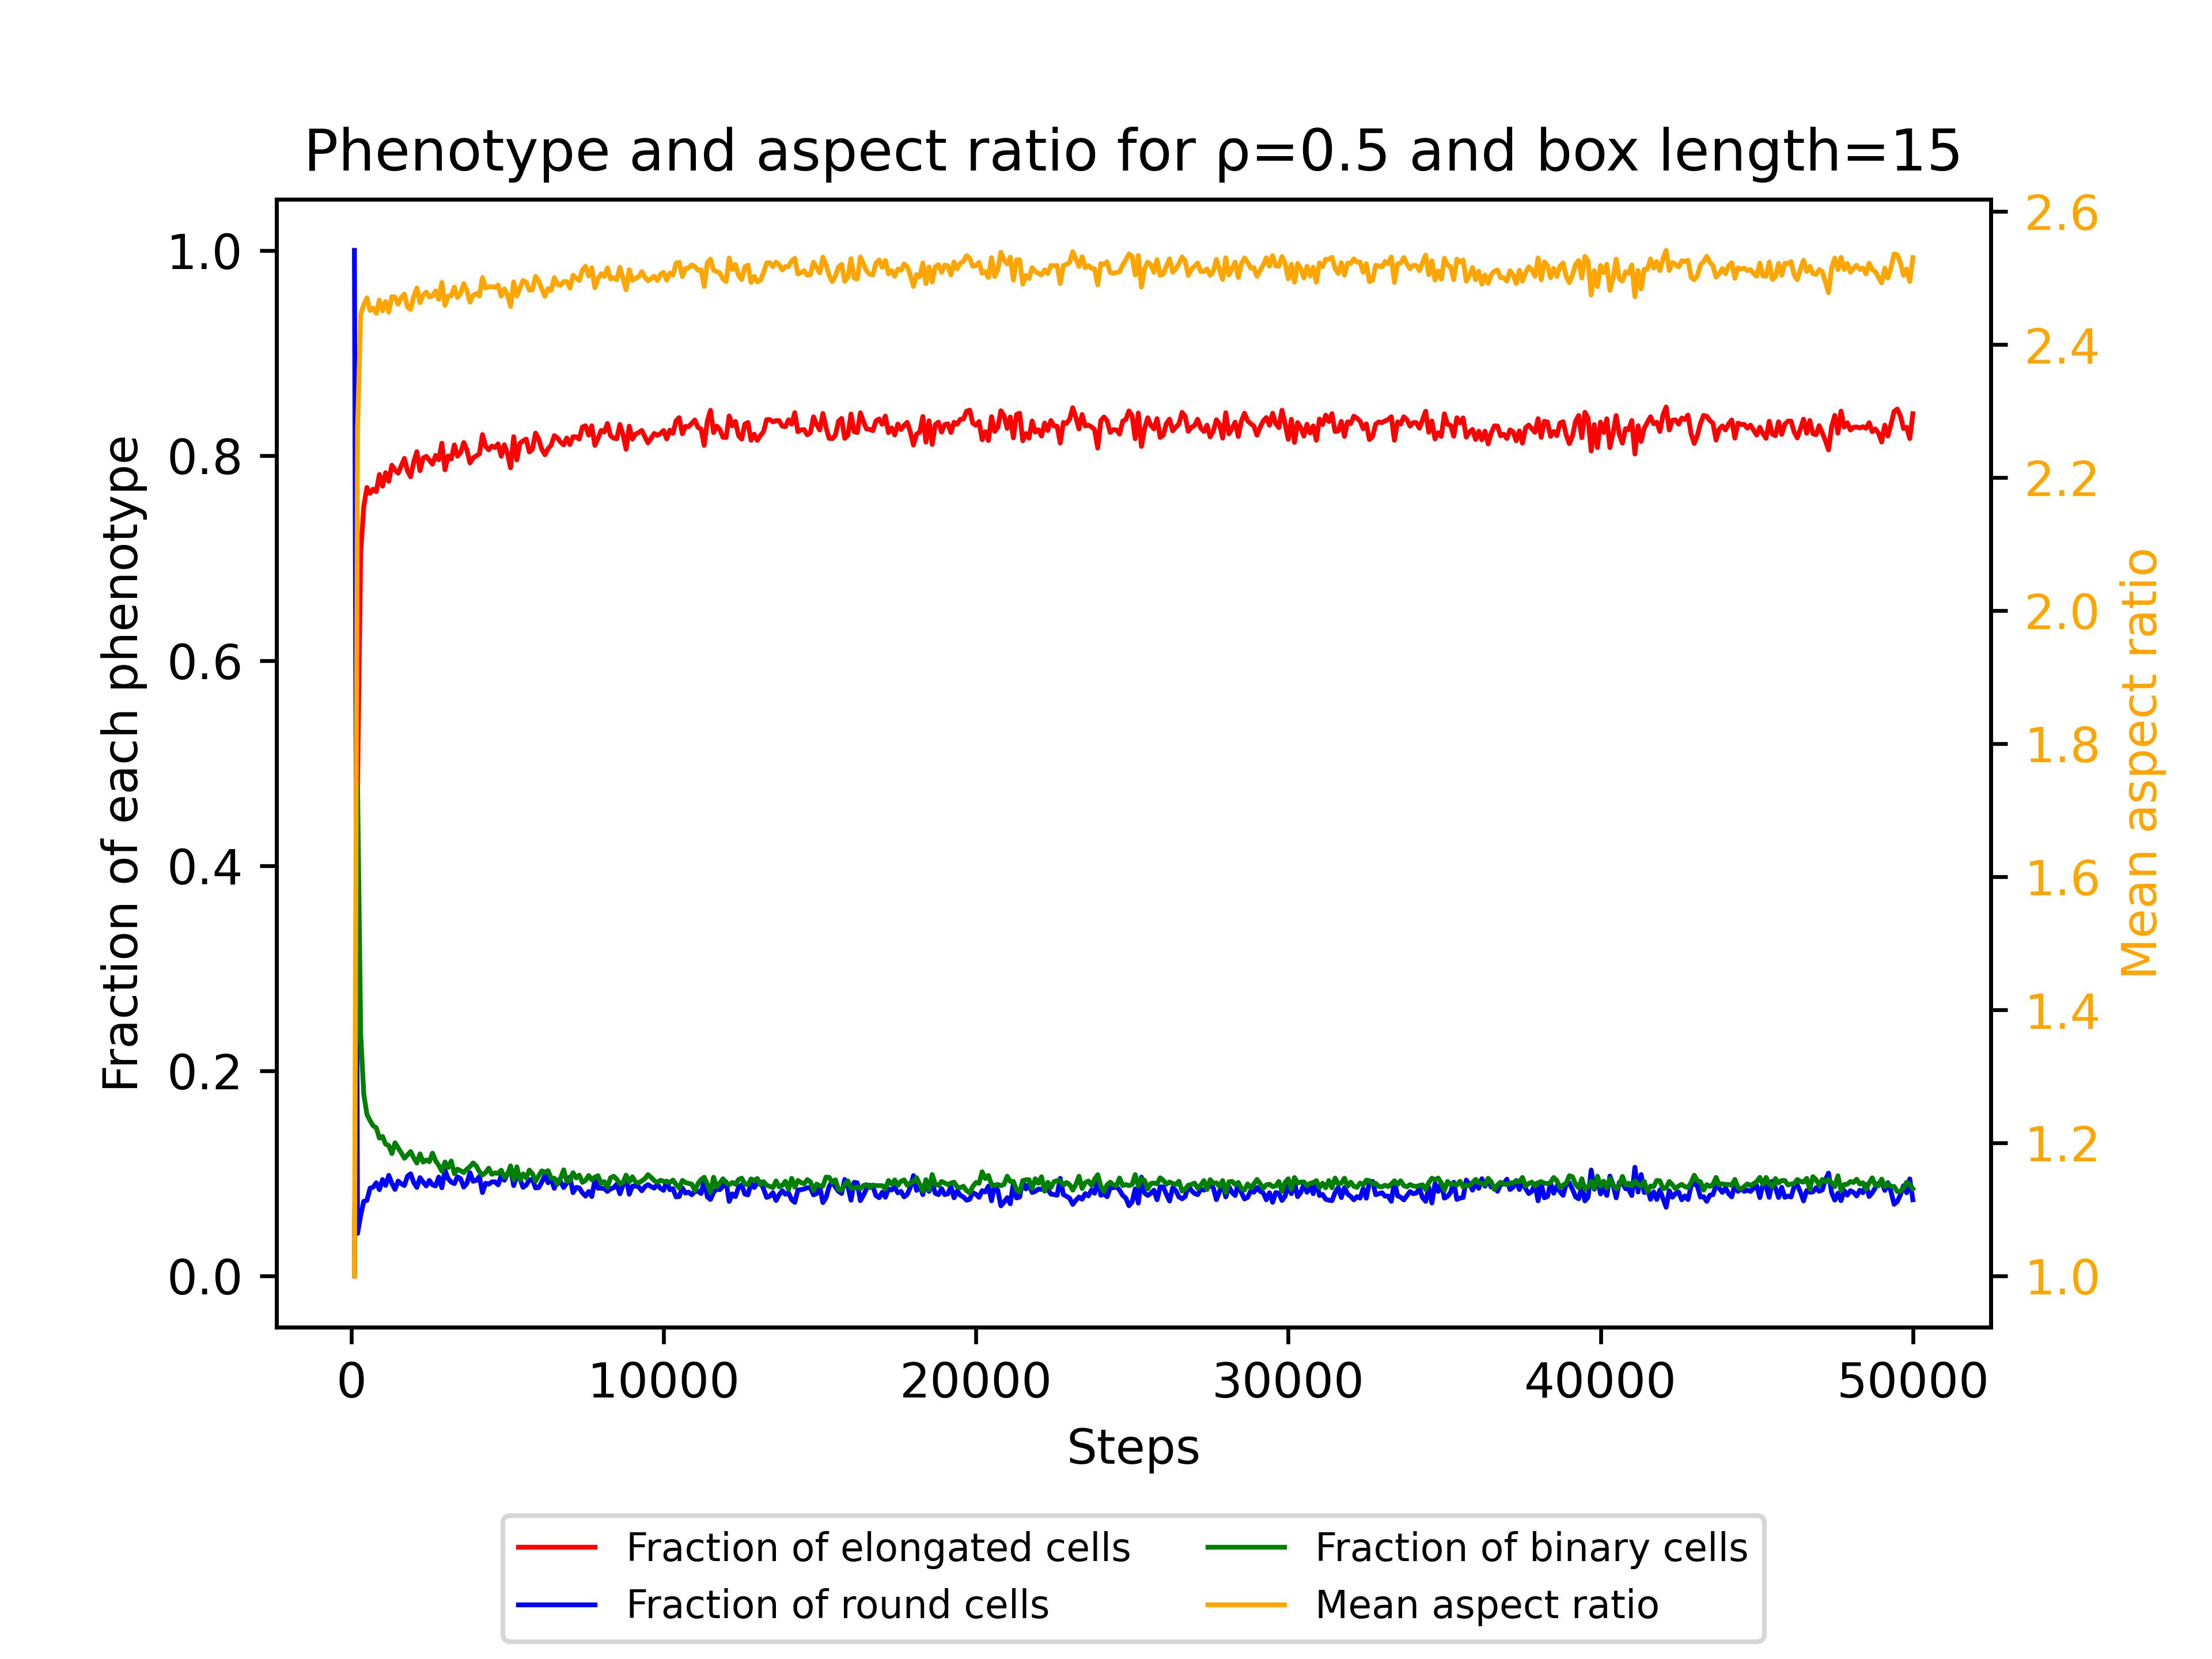 Phenotype and aspect ratio for ρ=0.5 and box length=15
Fraction of each phenotype
1.0
0.8
0.6
0.4
0.2
0.0
2.6
2.4
2.2
2.0
1.8
1.6
1.4
1.2
1.0
Mean aspect ratio
0 10000 20000 30000 40000 50000
Steps
Fraction of elongated cells
Fraction of round cells
Fraction of binary cells
Mean aspect ratio